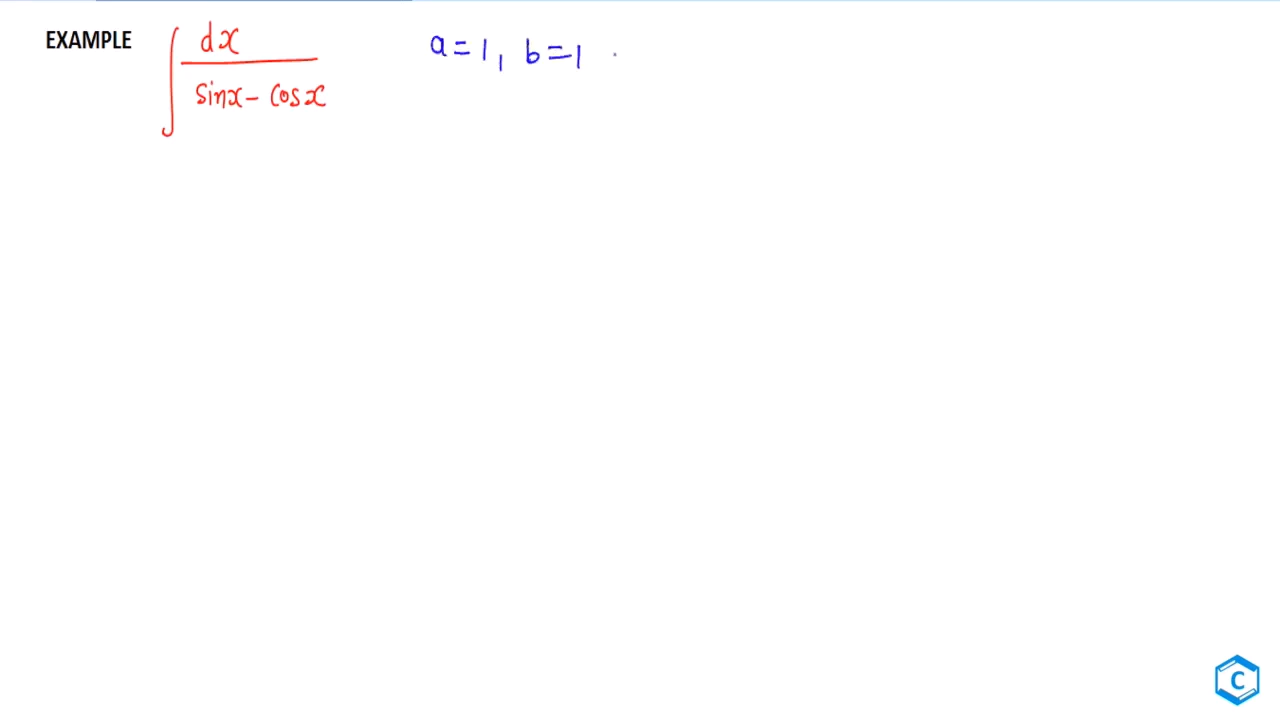 EXAMPLE ∫ dx / (sinx - cosx) a = 1, b = 1
C